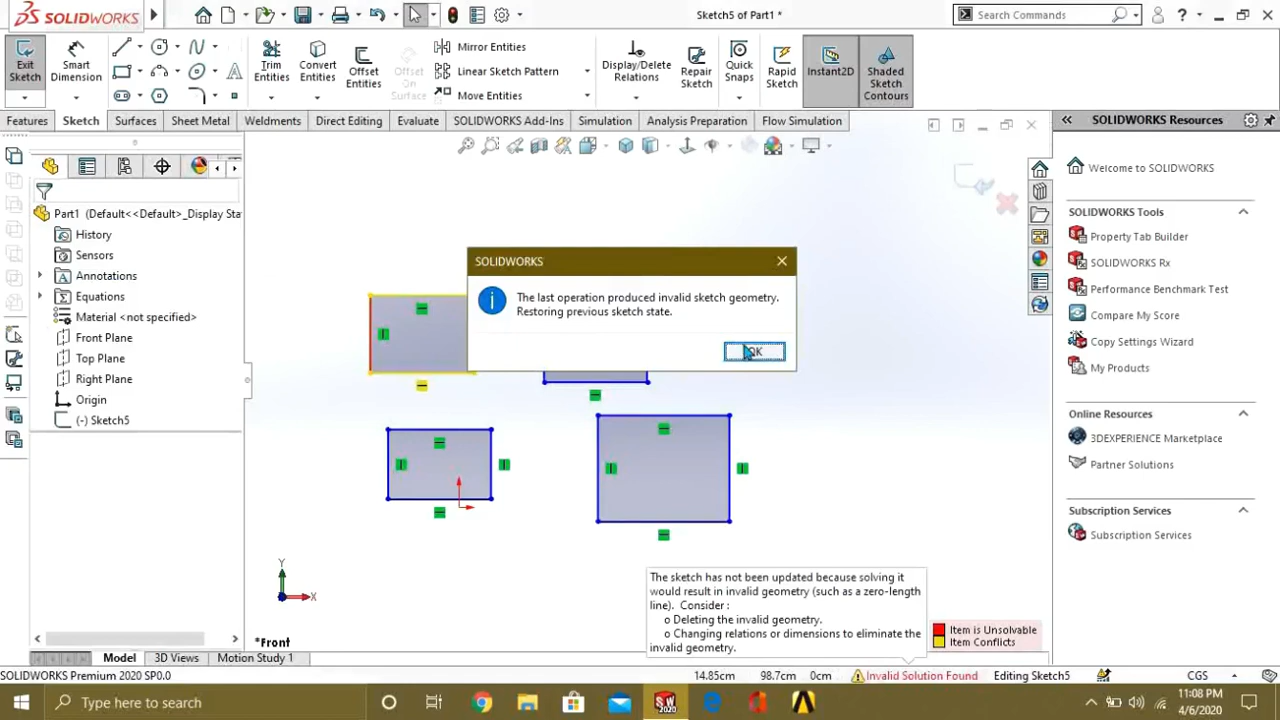 SOLIDWORKS
Sketch5 of Part1 *
Search Commands
Exit Sketch
Smart Dimension
Trim Entities
Convert Entities
Offset Entities
Offset On Surface
Mirror Entities
Linear Sketch Pattern
Move Entities
Display/Delete Relations
Repair Sketch
Quick Snaps
Rapid Sketch
Instant2D
Shaded Sketch Contours
Features
Sketch
Surfaces
Sheet Metal
Weldments
Direct Editing
Evaluate
SOLIDWORKS Add-Ins
Simulation
Analysis Preparation
Flow Simulation
Part1 (Default<<Default>_Display Sta
History
Sensors
Annotations
Equations
Material <not specified>
Front Plane
Top Plane
Right Plane
Origin
(-) Sketch5
SOLIDWORKS
The last operation produced invalid sketch geometry.
Restoring previous sketch state.
OK
Y
X
*Front
The sketch has not been updated because solving it
would result in invalid geometry (such as a zero-length
line). Consider :
o Deleting the invalid geometry.
o Changing relations or dimensions to eliminate the
invalid geometry.
Item is Unsolvable
Item Conflicts
SOLIDWORKS Resources
Welcome to SOLIDWORKS
SOLIDWORKS Tools
Property Tab Builder
SOLIDWORKS Rx
Performance Benchmark Test
Compare My Score
Copy Settings Wizard
My Products
Online Resources
3DEXPERIENCE Marketplace
Partner Solutions
Subscription Services
Subscription Services
Model
3D Views
Motion Study 1
SOLIDWORKS Premium 2020 SP0.0
14.85cm
98.7cm
0cm
Invalid Solution Found
Editing Sketch5
CGS
Type here to search
SW
2020
11:08 PM
4/6/2020